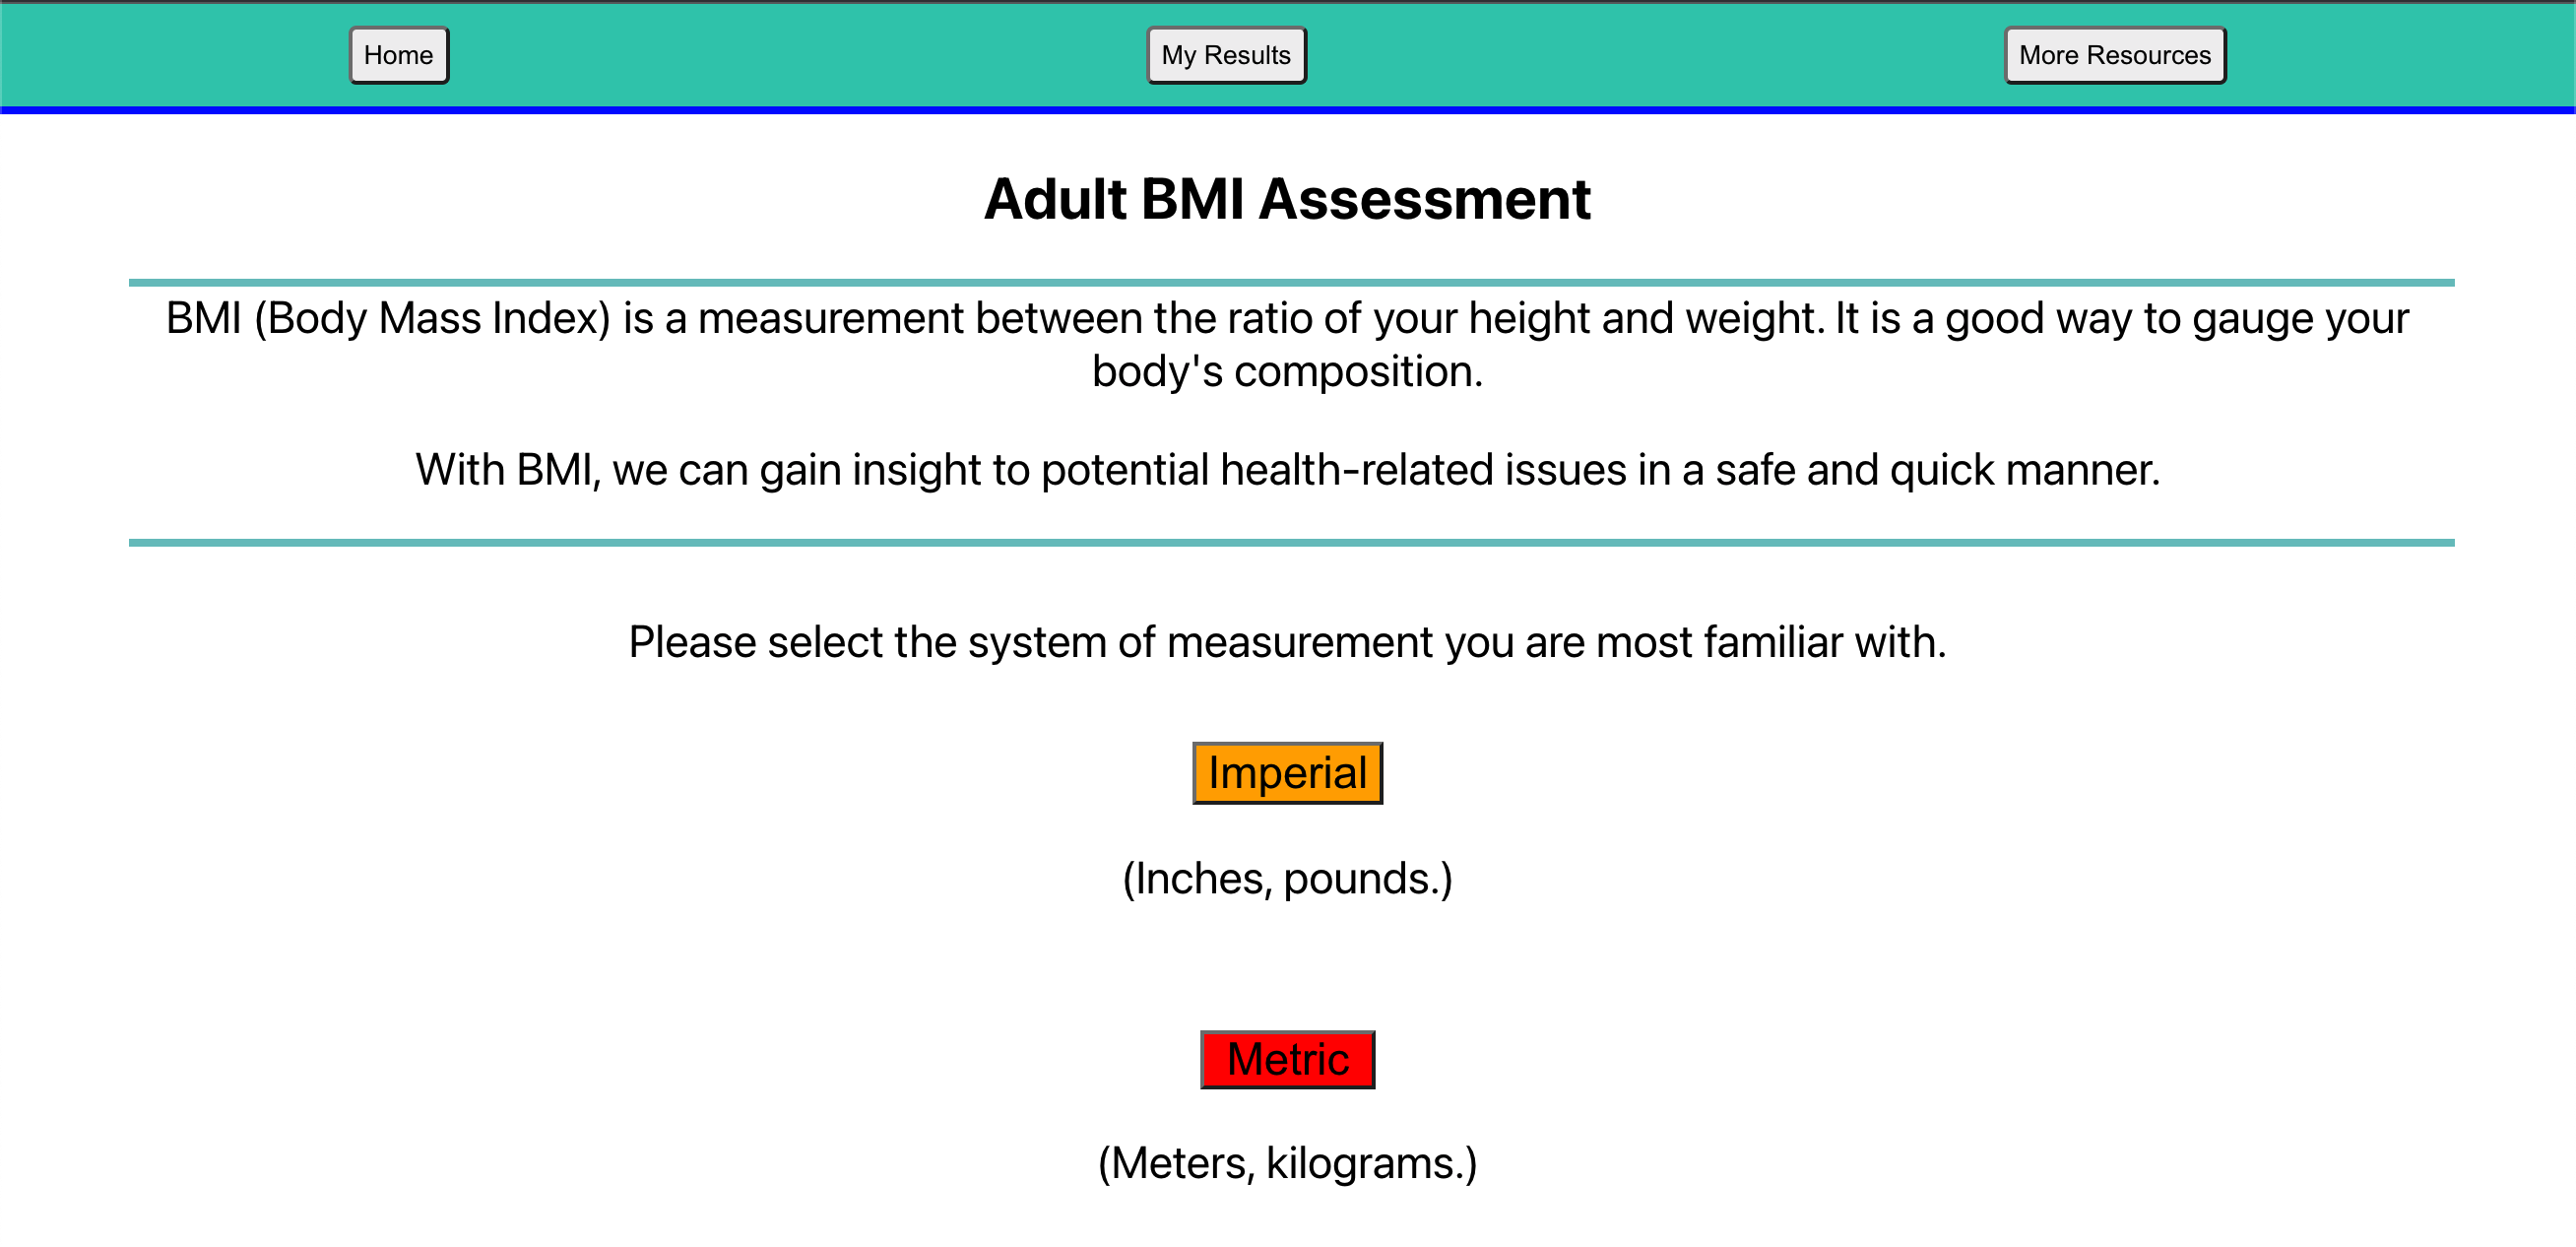 Home My Results More Resources
Adult BMI Assessment
BMI (Body Mass Index) is a measurement between the ratio of your height and weight. It is a good way to gauge your
body's composition.
With BMI, we can gain insight to potential health-related issues in a safe and quick manner.
Please select the system of measurement you are most familiar with.
Imperial
(Inches, pounds.)
Metric
(Meters, kilograms.)